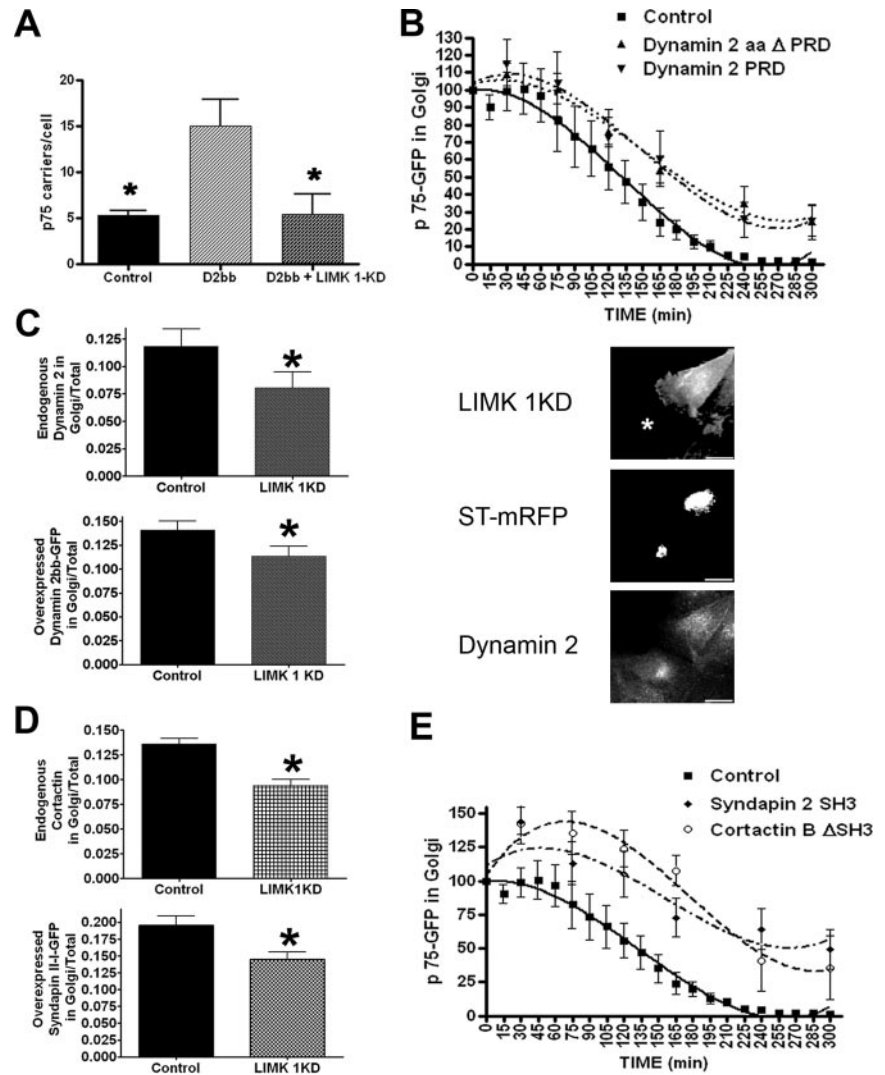 A
p75 carriers/cell
20
15
10
5
0
*
*
Control
D2bb
D2bb + LIMK 1-KD
B
Control
Dynamin 2 aa Δ PRD
Dynamin 2 PRD
p 75-GFP in Golgi
130
120
110
100
90
80
70
60
50
40
30
20
10
0
0 15 30 45 60 75 90 105 120 135 150 165 180 195 210 225 240 255 270 285 300
TIME (min)
C
Endogenous
Dynamin 2 in
Golgi/Total
0.125
0.100
0.075
0.050
0.025
0.000
*
Control
LIMK 1KD
Overexpressed
Dynamin 2bb-GFP
in Golgi/Total
0.150
0.125
0.100
0.075
0.050
0.025
0.000
*
Control
LIMK 1 KD
LIMK 1KD
*
ST-mRFP
Dynamin 2
D
Endogenous
Cortactin
in Golgi/Total
0.150
0.125
0.100
0.075
0.050
0.025
0.000
*
Control
LIMK1KD
Overexpressed
Syndapin II-l-GFP
in Golgi/Total
0.200
0.175
0.150
0.125
0.100
0.075
0.050
0.025
0.000
*
Control
LIMK 1KD
E
Control
Syndapin 2 SH3
Cortactin B ΔSH3
p 75-GFP in Golgi
150
125
100
75
50
25
0
0 15 30 45 60 75 90 105 120 135 150 165 180 195 210 225 240 255 270 285 300
TIME (min)